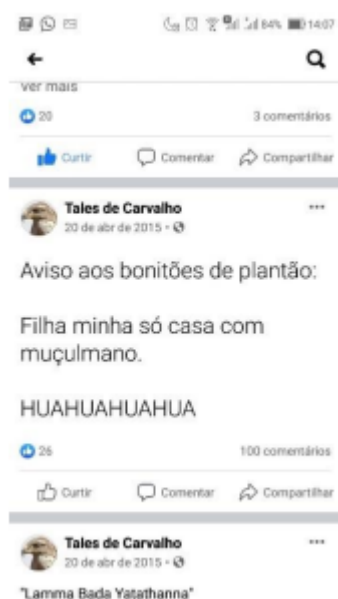 84% 14:07
ver mais
20 3 comentários
Curtir Comentar Compartilhar
Tales de Carvalho
20 de abr de 2015
Aviso aos bonitões de plantão:
Filha minha só casa com
muçulmano.
HUAHUAHUAHUA
26 100 comentários
Curtir Comentar Compartilhar
Tales de Carvalho
20 de abr de 2015
"Lamma Bada Yatathanna"